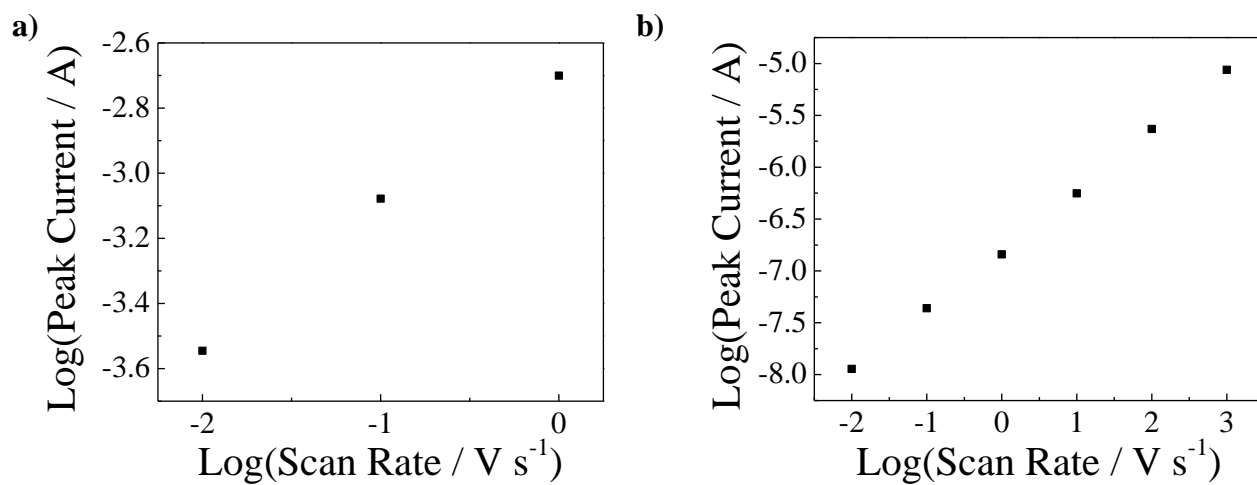 a)
Log(Peak Current / A)
-2.6
-2.8
-3.0
-3.2
-3.4
-3.6
-2 -1 0
Log(Scan Rate / V s⁻¹)
b)
Log(Peak Current / A)
-5.0
-5.5
-6.0
-6.5
-7.0
-7.5
-8.0
-2 -1 0 1 2 3
Log(Scan Rate / V s⁻¹)